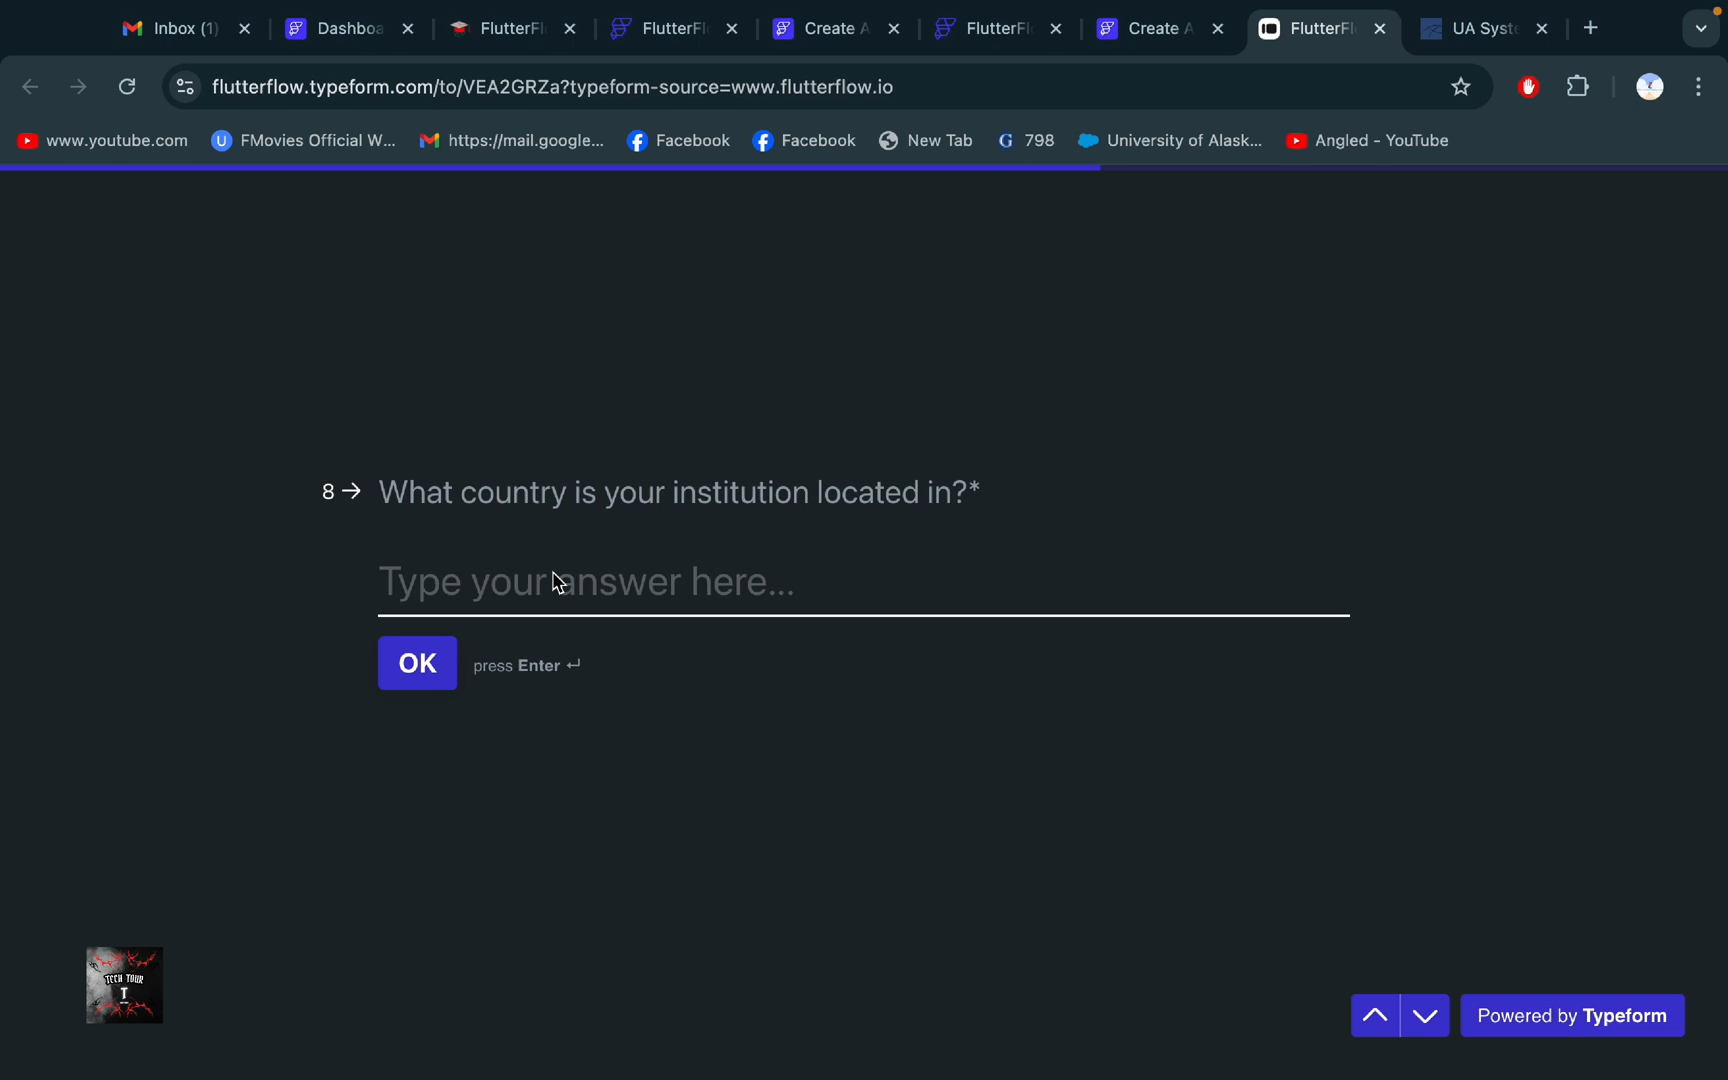 Inbox (1)
Dashboa
FlutterFl
FlutterFl
Create A
FlutterFl
Create A
FlutterFl
UA Syste
flutterflow.typeform.com/to/VEA2GRZa?typeform-source=www.flutterflow.io
www.youtube.com
FMovies Official W...
https://mail.google...
Facebook
Facebook
New Tab
G 798
University of Alask...
Angled - YouTube
8 → What country is your institution located in?*
Type your answer here...
OK press Enter ↵
TECH TOUR
T
Powered by Typeform